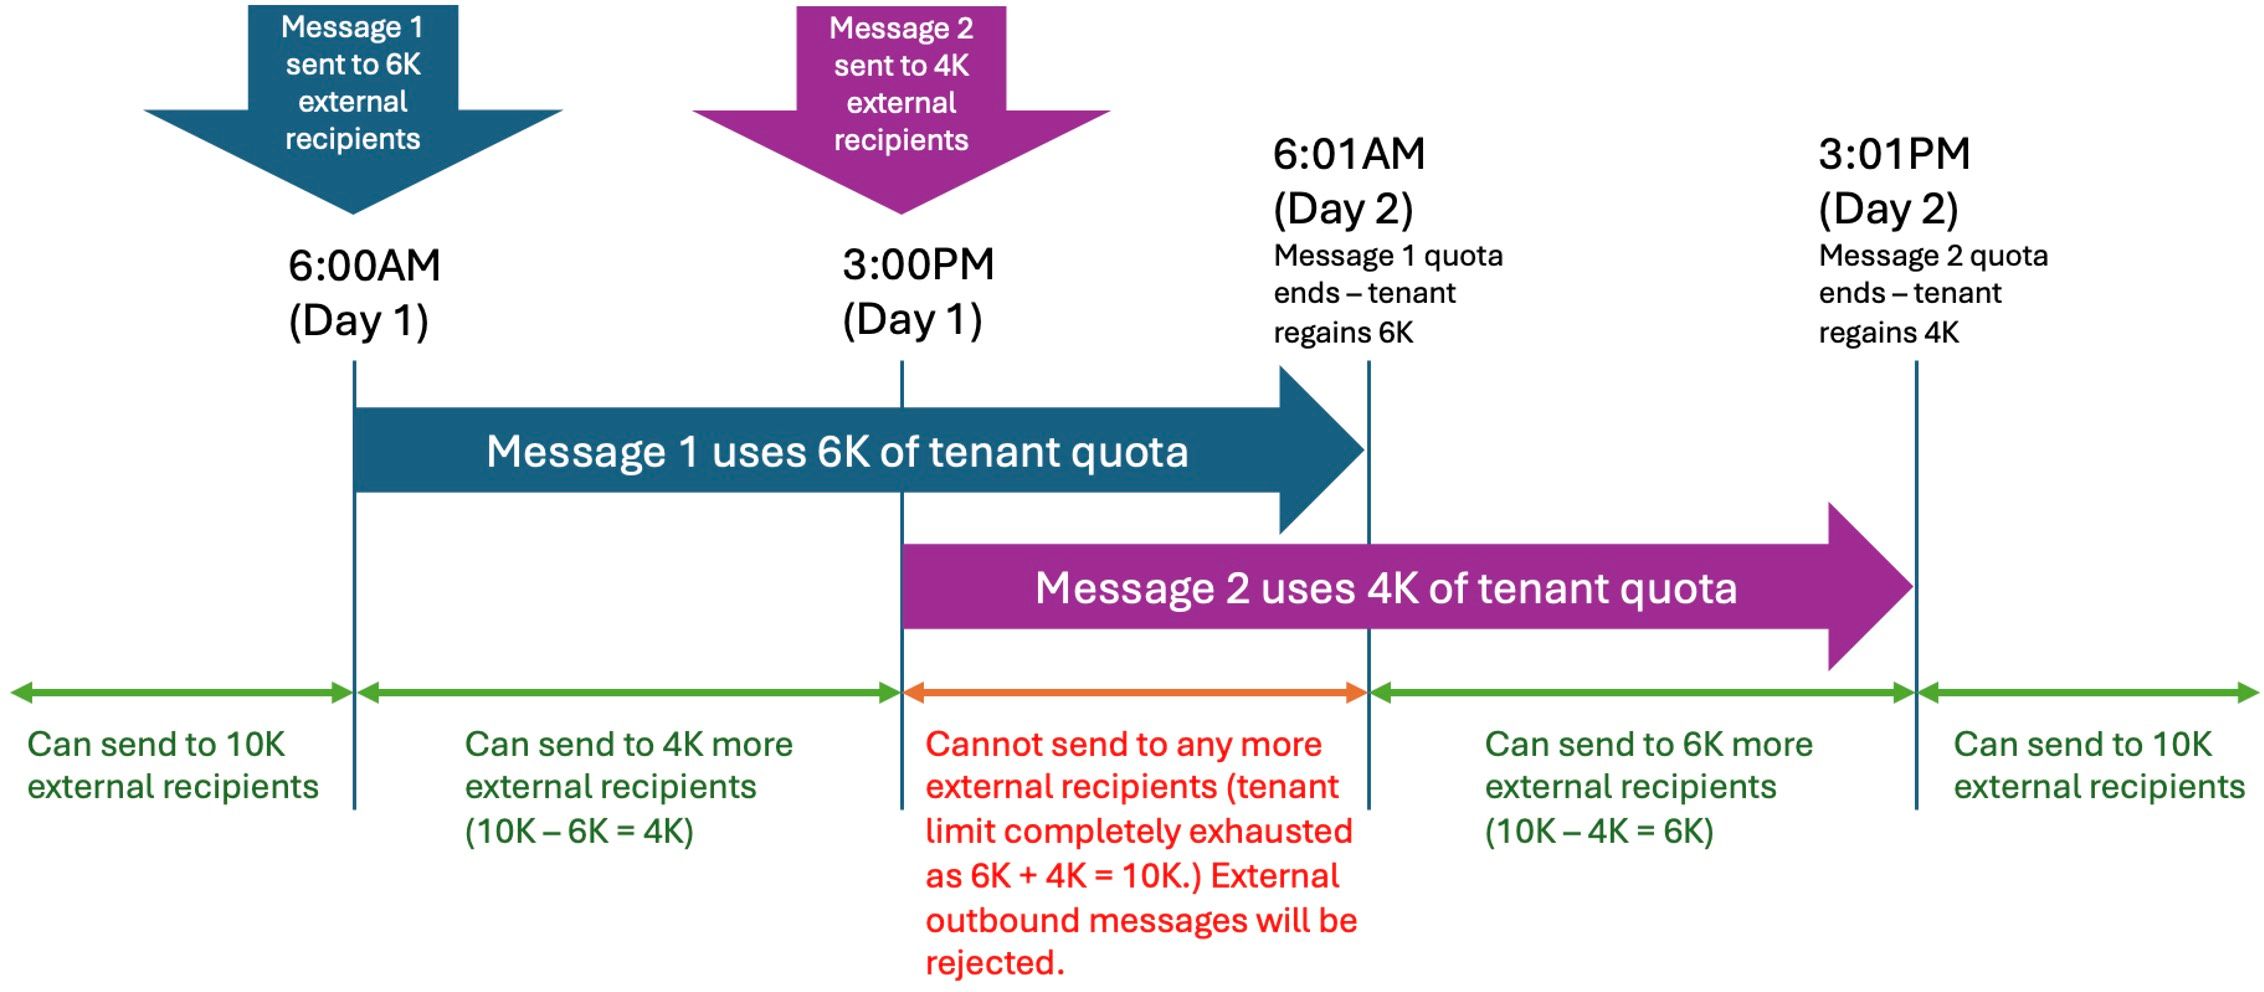 Message 1
sent to 6K
external
recipients
Message 2
sent to 4K
external
recipients
6:00AM
(Day 1)
3:00PM
(Day 1)
6:01AM
(Day 2)
Message 1 quota
ends – tenant
regains 6K
3:01PM
(Day 2)
Message 2 quota
ends – tenant
regains 4K
Message 1 uses 6K of tenant quota
Message 2 uses 4K of tenant quota
Can send to 10K
external recipients
Can send to 4K more
external recipients
(10K – 6K = 4K)
Cannot send to any more
external recipients (tenant
limit completely exhausted
as 6K + 4K = 10K.) External
outbound messages will be
rejected.
Can send to 6K more
external recipients
(10K – 4K = 6K)
Can send to 10K
external recipients